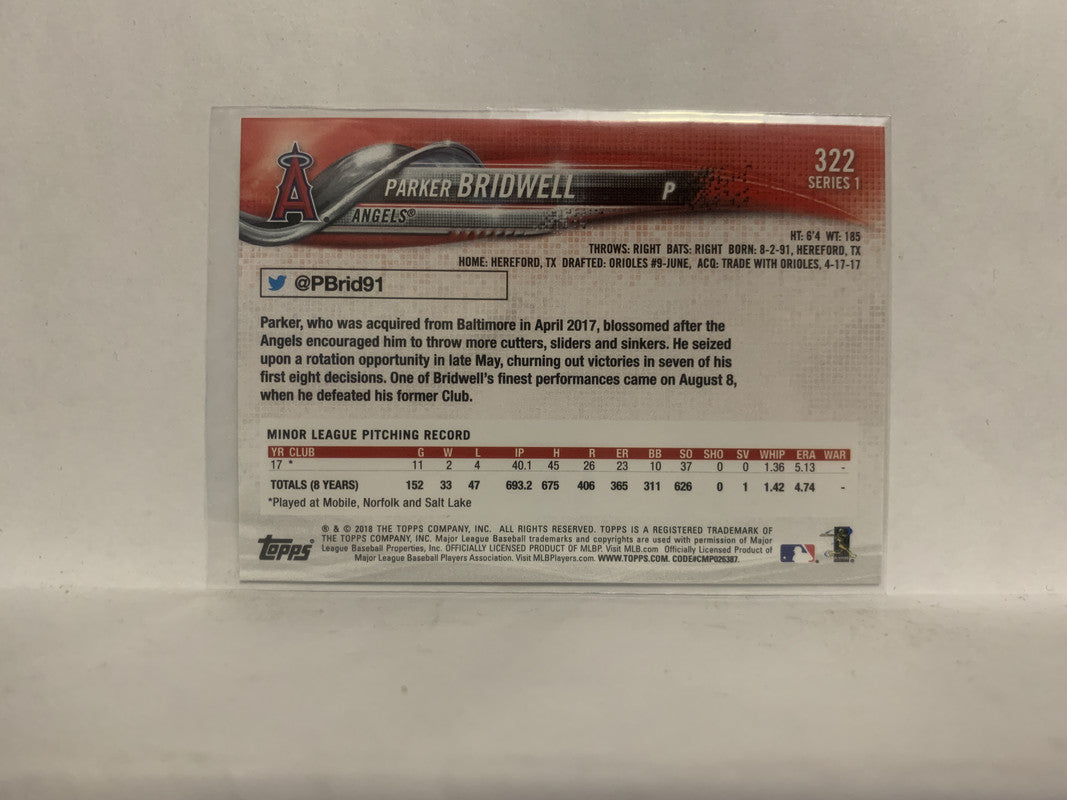 322
SERIES 1
A
PARKER BRIDWELL P
ANGELS®
HT: 6'4 WT: 185
THROWS: RIGHT BATS: RIGHT BORN: 8-2-91, HEREFORD, TX
HOME: HEREFORD, TX DRAFTED: ORIOLES #9-JUNE, ACQ: TRADE WITH ORIOLES, 4-17-17
@PBrid91
Parker, who was acquired from Baltimore in April 2017, blossomed after the
Angels encouraged him to throw more cutters, sliders and sinkers. He seized
upon a rotation opportunity in late May, churning out victories in seven of his
first eight decisions. One of Bridwell's finest performances came on August 8,
when he defeated his former Club.
MINOR LEAGUE PITCHING RECORD
YR CLUB G W L IP H R ER BB SO SHO SV WHIP ERA WAR
17 * 11 2 4 40.1 45 26 23 10 37 0 0 1.36 5.13 -
TOTALS (8 YEARS) 152 33 47 693.2 675 406 365 311 626 0 1 1.42 4.74 -
*Played at Mobile, Norfolk and Salt Lake
® & © 2018 THE TOPPS COMPANY, INC. ALL RIGHTS RESERVED. TOPPS IS A REGISTERED TRADEMARK OF
THE TOPPS COMPANY, INC. Major League Baseball trademarks and copyrights are used with permission of Major
League Baseball Properties, Inc. OFFICIALLY LICENSED PRODUCT OF MLBP. Visit MLB.com Officially Licensed Product of
Major League Baseball Players Association. Visit MLBPlayers.com. WWW.TOPPS.COM. CODE#CMP026387.
topps